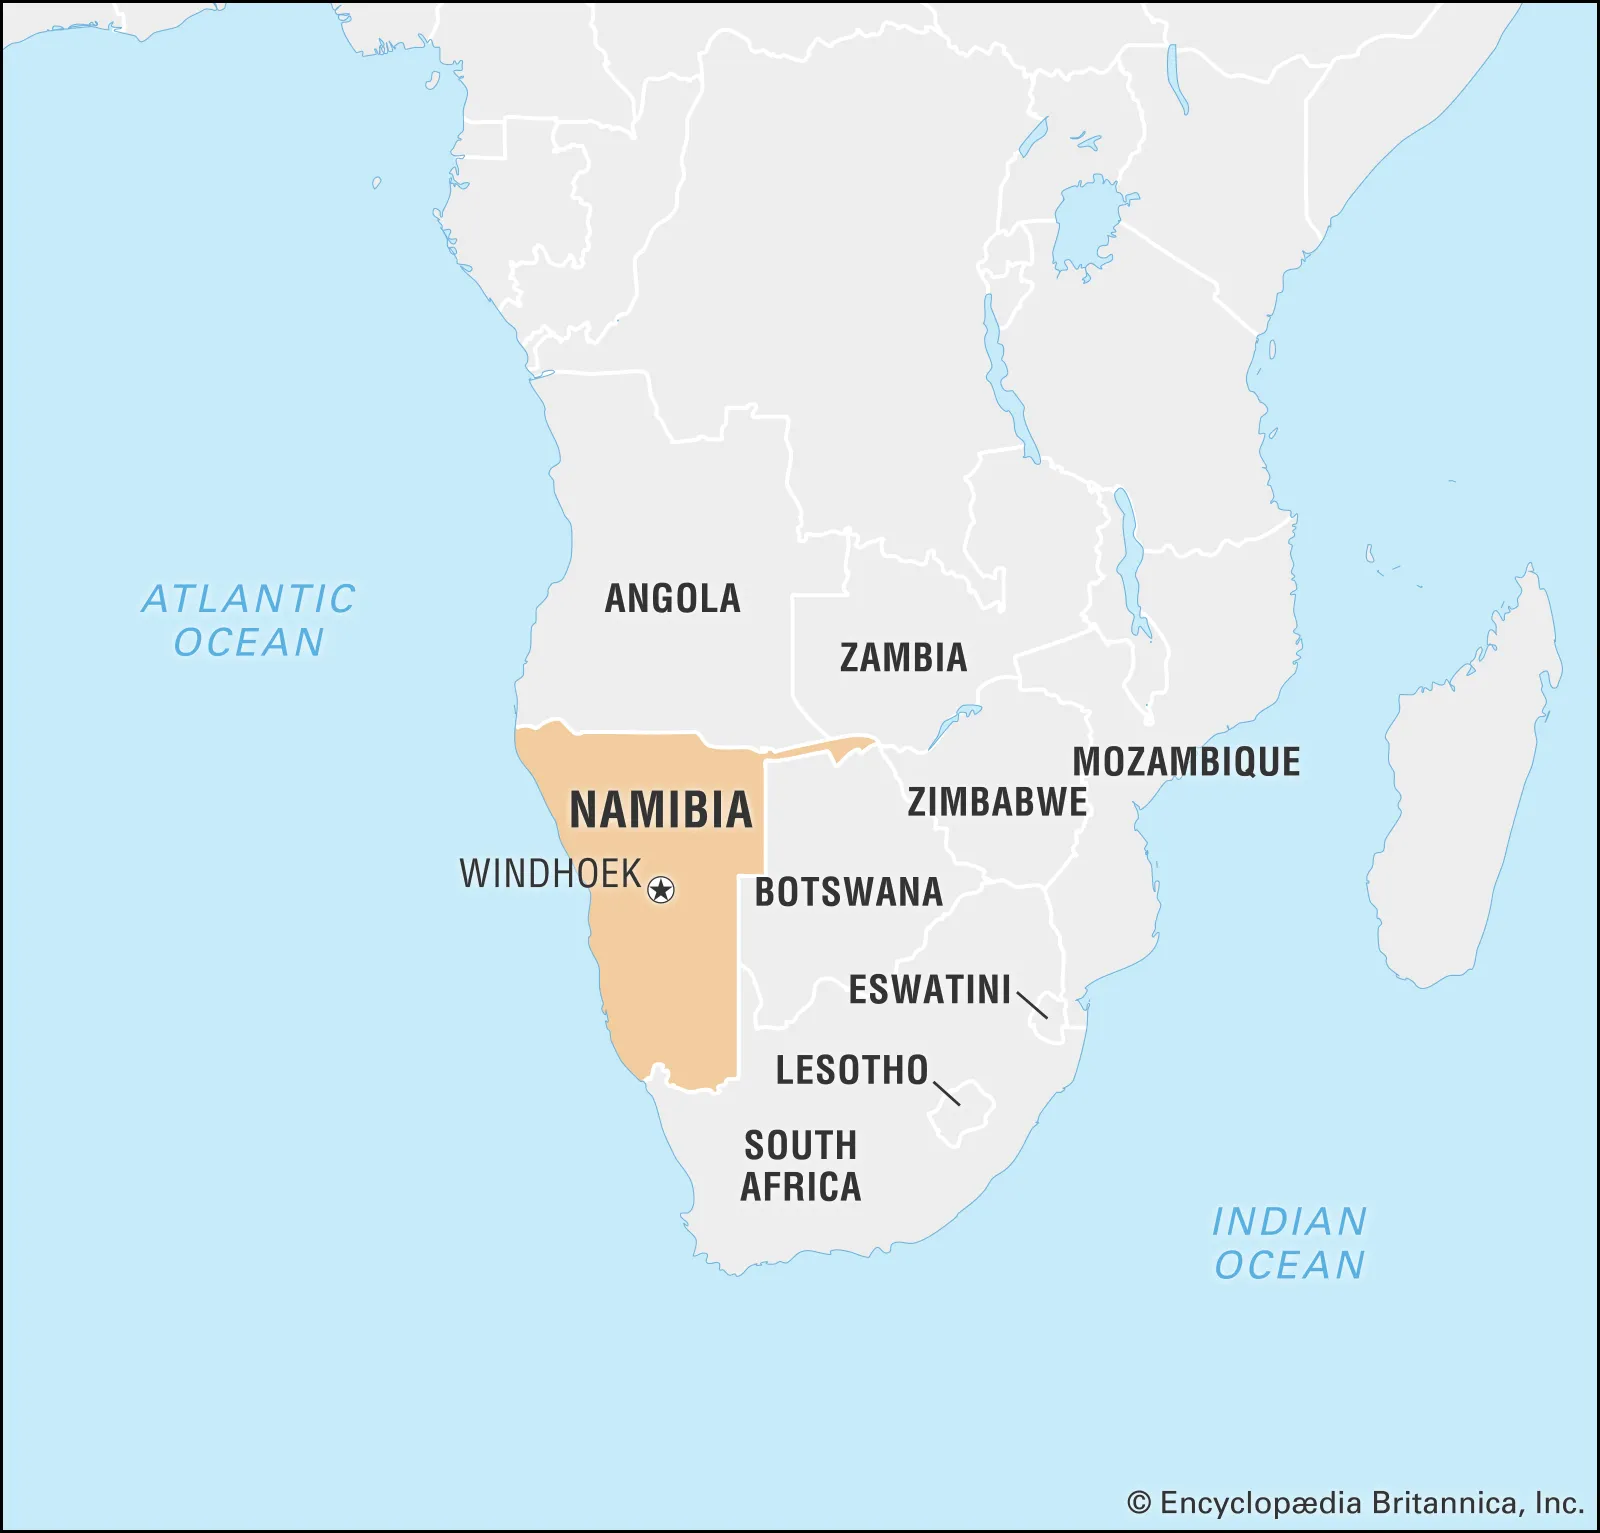 ANGOLA
ATLANTIC
OCEAN
ZAMBIA
MOZAMBIQUE
ZIMBABWE
NAMIBIA
WINDHOEK
BOTSWANA
ESWATINI
LESOTHO
SOUTH
AFRICA
INDIAN
OCEAN
© Encyclopædia Britannica, Inc.